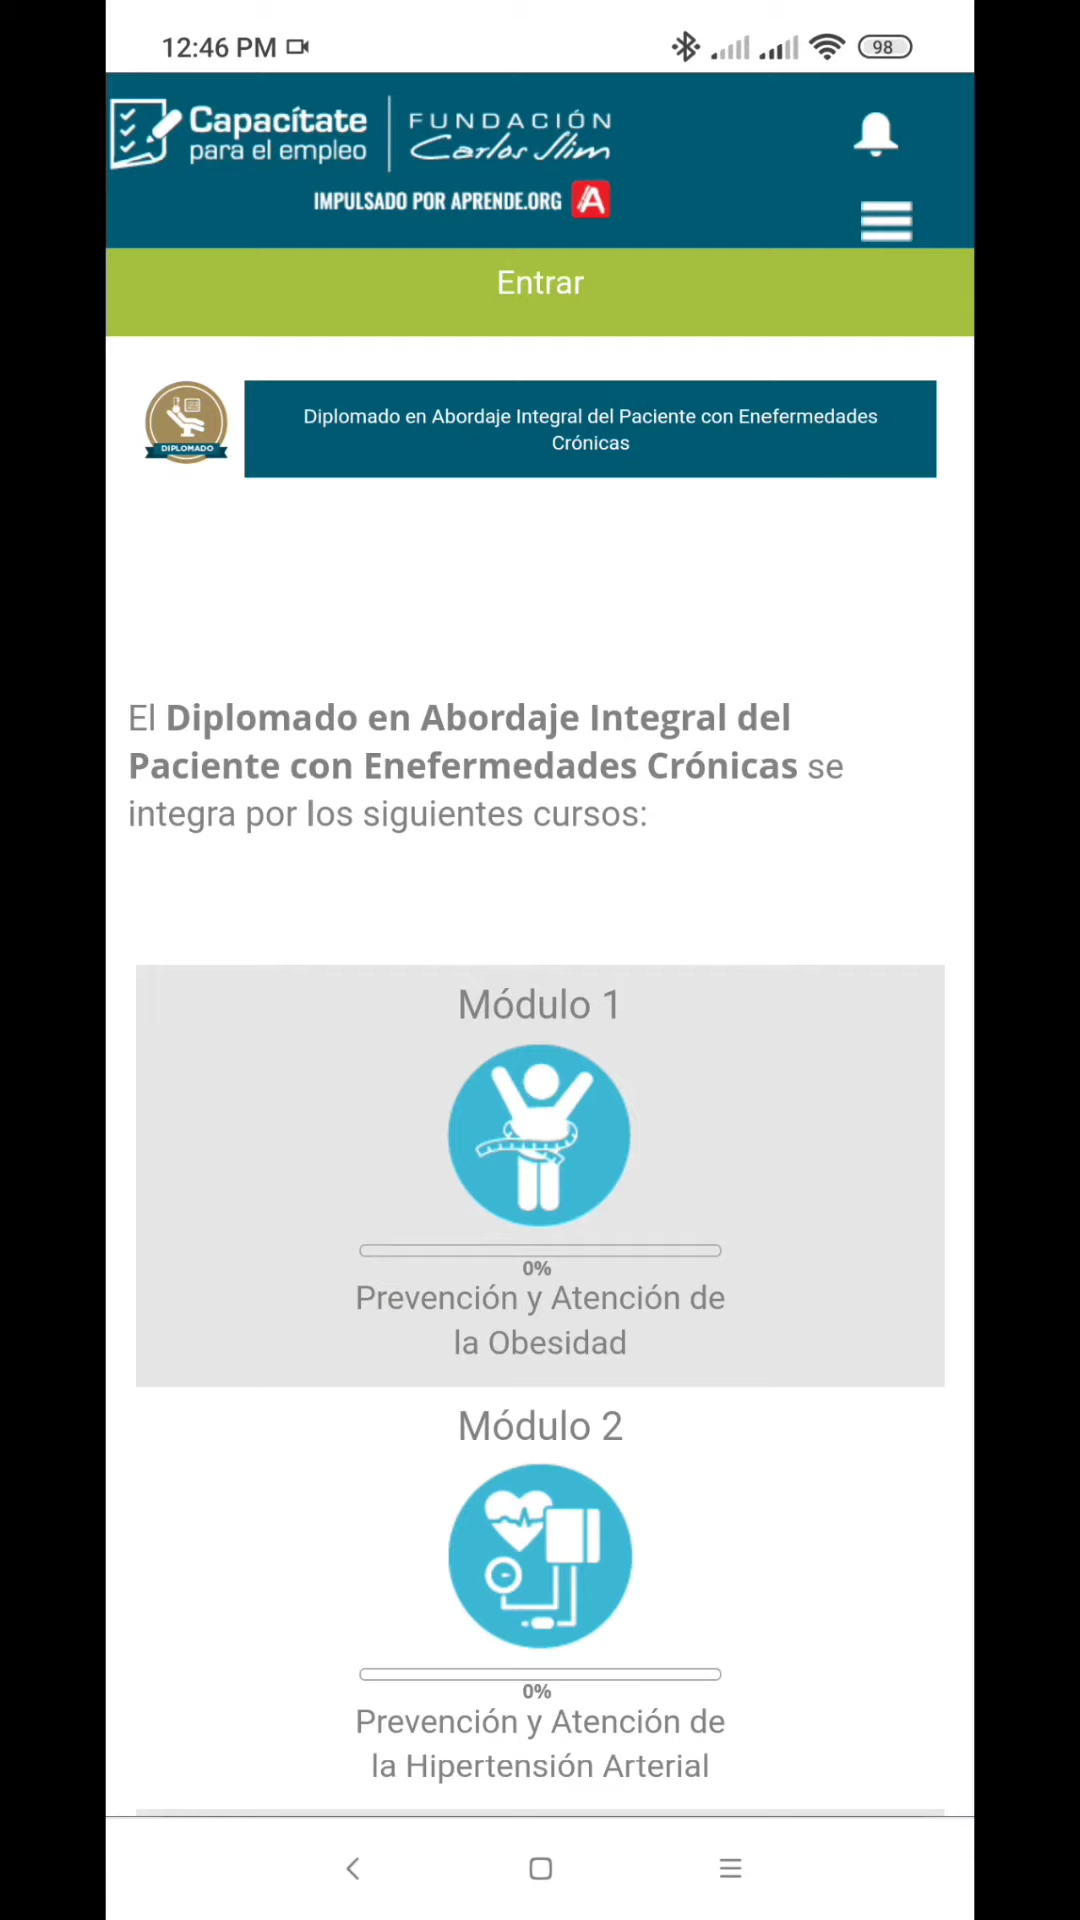 12:46 PM
98
Capacítate
para el empleo
FUNDACIÓN
Carlos Slim
IMPULSADO POR APRENDE.ORG
Entrar
DIPLOMADO
Diplomado en Abordaje Integral del Paciente con Enefermedades
Crónicas
El Diplomado en Abordaje Integral del
Paciente con Enefermedades Crónicas se
integra por los siguientes cursos:
Módulo 1
0%
Prevención y Atención de
la Obesidad
Módulo 2
0%
Prevención y Atención de
la Hipertensión Arterial